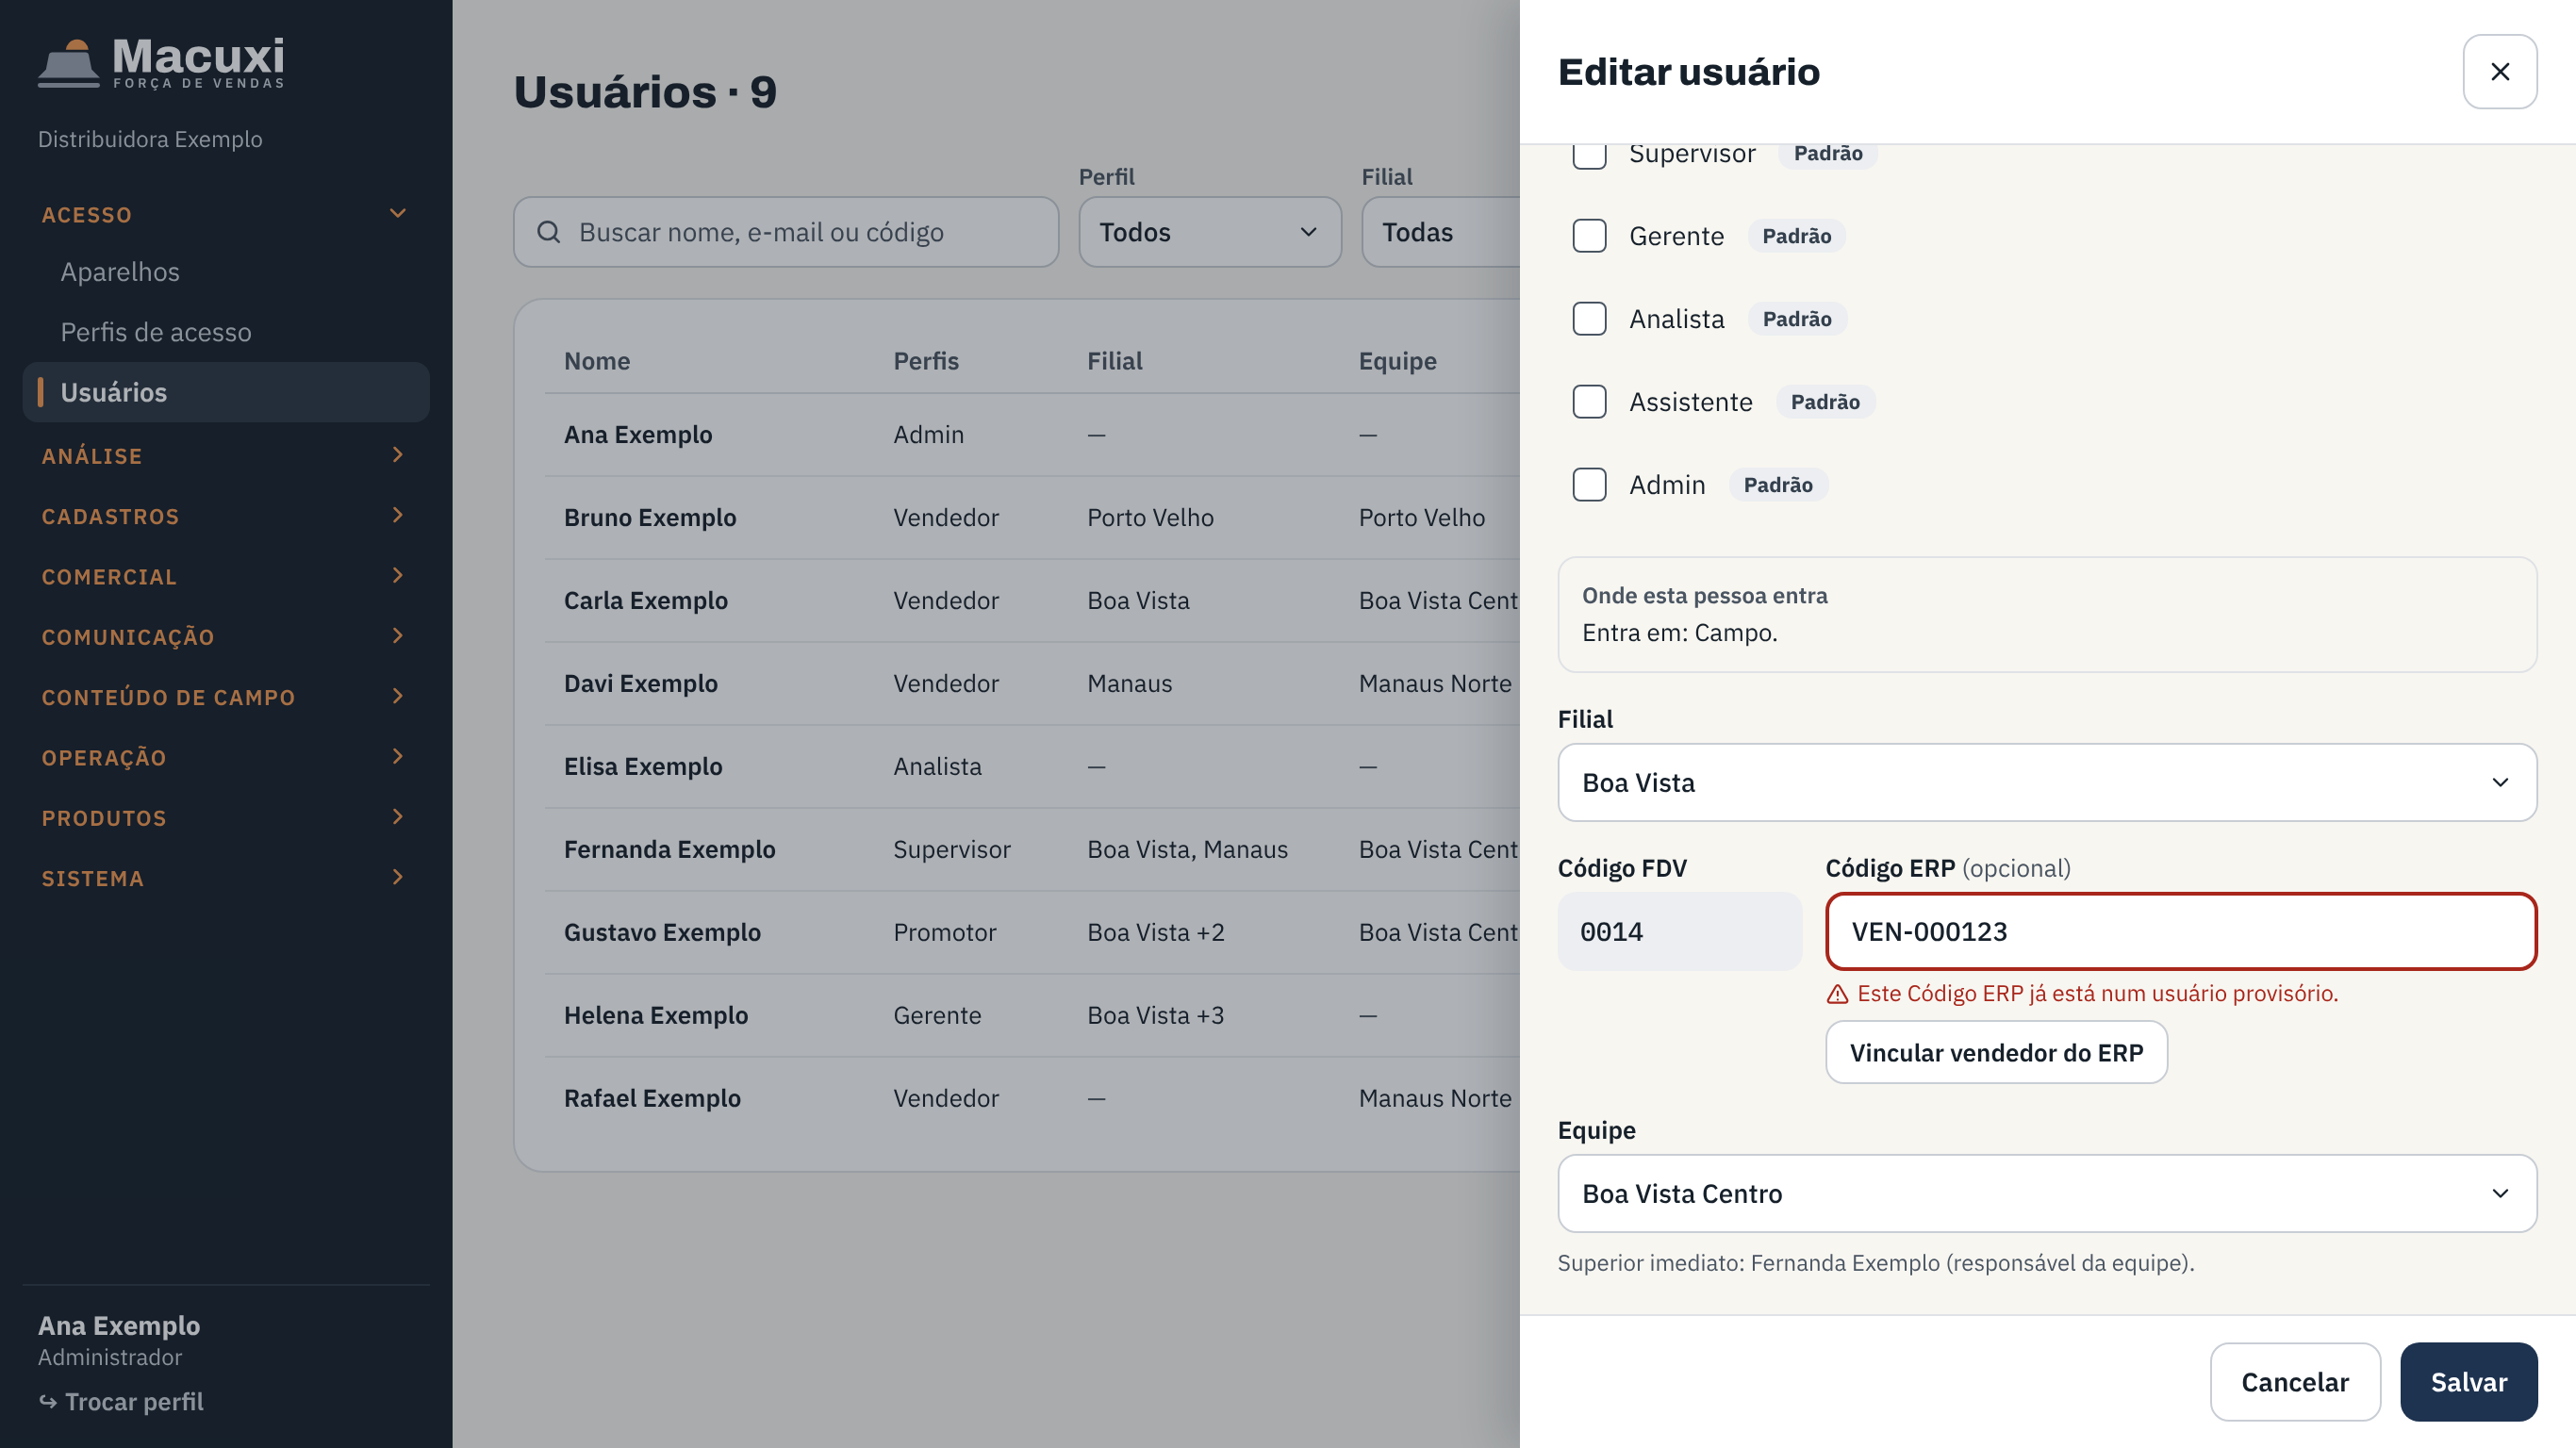 Macuxi
FORÇA DE VENDAS
Distribuidora Exemplo
ACESSO
Aparelhos
Perfis de acesso
Usuários
ANÁLISE
CADASTROS
COMERCIAL
COMUNICAÇÃO
CONTEÚDO DE CAMPO
OPERAÇÃO
PRODUTOS
SISTEMA
Ana Exemplo
Administrador
↪ Trocar perfil
Usuários · 9
Perfil
Filial
Buscar nome, e-mail ou código
Todos
Todas
Nome Perfis Filial Equipe
Ana Exemplo Admin — —
Bruno Exemplo Vendedor Porto Velho Porto Velho
Carla Exemplo Vendedor Boa Vista Boa Vista Cent
Davi Exemplo Vendedor Manaus Manaus Norte
Elisa Exemplo Analista — —
Fernanda Exemplo Supervisor Boa Vista, Manaus Boa Vista Cent
Gustavo Exemplo Promotor Boa Vista +2 Boa Vista Cent
Helena Exemplo Gerente Boa Vista +3 —
Rafael Exemplo Vendedor — Manaus Norte
Editar usuário
Supervisor Padrão
Gerente Padrão
Analista Padrão
Assistente Padrão
Admin Padrão
Onde esta pessoa entra
Entra em: Campo.
Filial
Boa Vista
Código FDV Código ERP (opcional)
0014 VEN-000123
Este Código ERP já está num usuário provisório.
Vincular vendedor do ERP
Equipe
Boa Vista Centro
Superior imediato: Fernanda Exemplo (responsável da equipe).
Cancelar Salvar